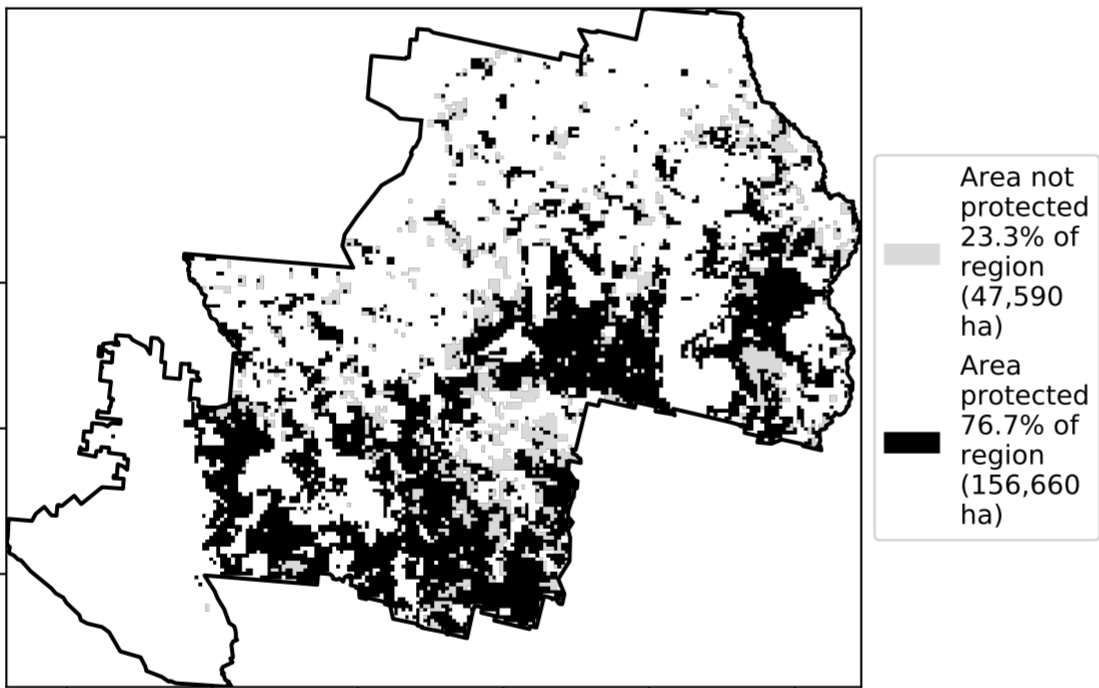 Area not
protected
23.3% of
region
(47,590
ha)
Area
protected
76.7% of
region
(156,660
ha)